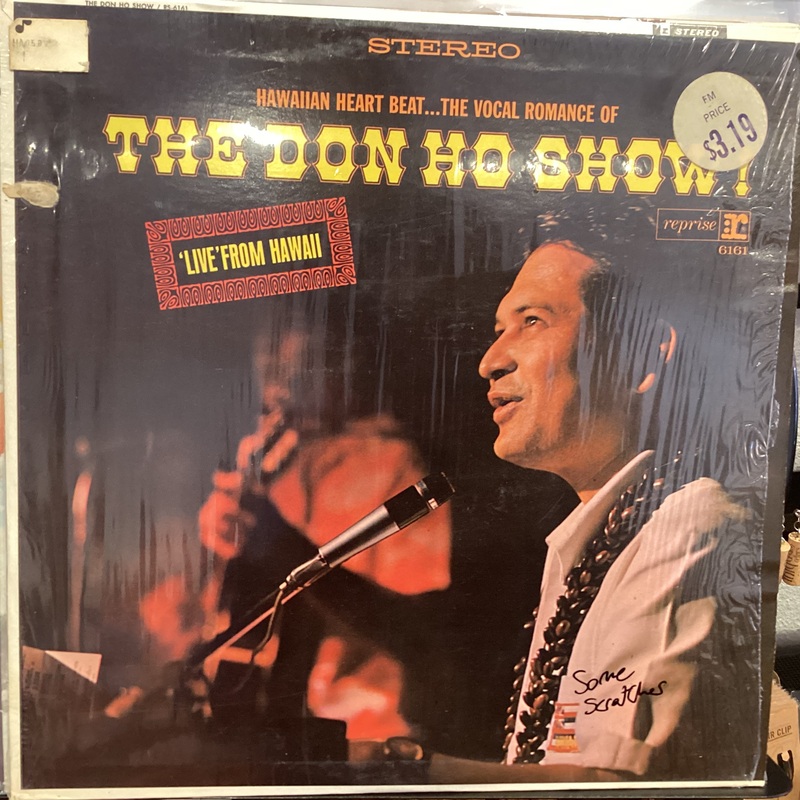 THE DON HO SHOW / RS-6161
STEREO
STEREO
HAWAIIAN HEART BEAT...THE VOCAL ROMANCE OF
THE DON HO SHOW!
FM
PRICE
$3.19
reprise
6161
'LIVE' FROM HAWAII
Some
Scratches
R CLIP